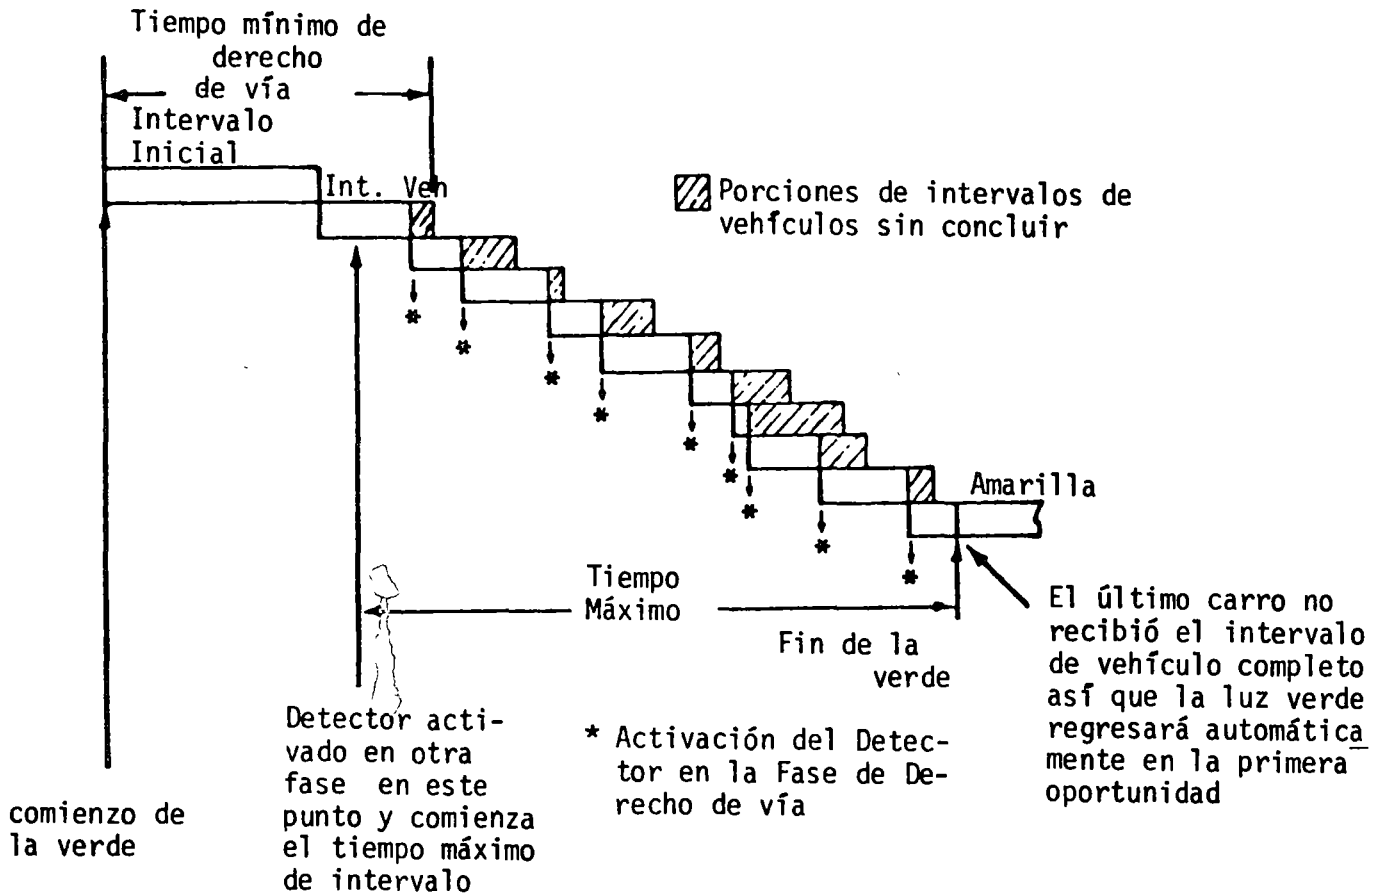 Tiempo mínimo de
derecho
de vía
Intervalo
Inicial
Int. Veh
Porciones de intervalos de
vehículos sin concluir
*
*
*
*
*
*
*
*
*
Amarilla
Tiempo
Máximo
Fin de la
verde
El último carro no
recibió el intervalo
de vehículo completo
así que la luz verde
regresará automática
mente en la primera
oportunidad
Detector acti-
vado en otra
fase en este
punto y comienza
el tiempo máximo
de intervalo
* Activación del Detec-
tor en la Fase de De-
recho de vía
comienzo de
la verde